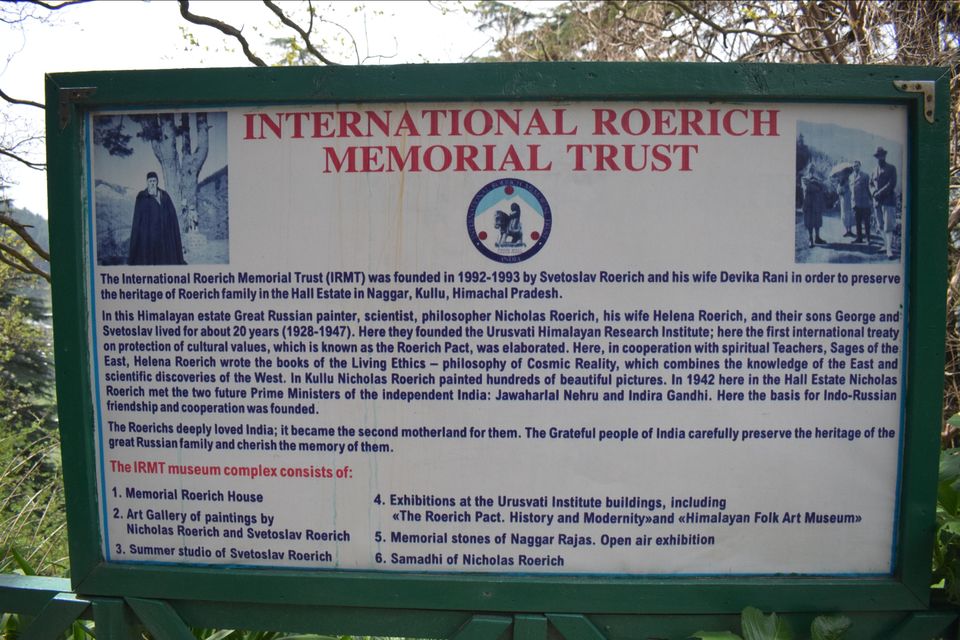 INTERNATIONAL ROERICH
MEMORIAL TRUST
INTERNATIONAL ROERICH MEMORIAL TRUST
INDIA
The International Roerich Memorial Trust (IRMT) was founded in 1992-1993 by Svetoslav Roerich and his wife Devika Rani in order to preserve
the heritage of Roerich family in the Hall Estate in Naggar, Kullu, Himachal Pradesh.
In this Himalayan estate Great Russian painter, scientist, philosopher Nicholas Roerich, his wife Helena Roerich, and their sons George and
Svetoslav lived for about 20 years (1928-1947). Here they founded the Urusvati Himalayan Research Institute; here the first international treaty
on protection of cultural values, which is known as the Roerich Pact, was elaborated. Here, in cooperation with spiritual Teachers, Sages of the
East, Helena Roerich wrote the books of the Living Ethics – philosophy of Cosmic Reality, which combines the knowledge of the East and
scientific discoveries of the West. In Kullu Nicholas Roerich painted hundreds of beautiful pictures. In 1942 here in the Hall Estate Nicholas
Roerich met the two future Prime Ministers of the independent India: Jawaharlal Nehru and Indira Gandhi. Here the basis for Indo-Russian
friendship and cooperation was founded.
The Roerichs deeply loved India; it became the second motherland for them. The Grateful people of India carefully preserve the heritage of the
great Russian family and cherish the memory of them.
The IRMT museum complex consists of:
1. Memorial Roerich House
2. Art Gallery of paintings by
Nicholas Roerich and Svetoslav Roerich
3. Summer studio of Svetoslav Roerich
4. Exhibitions at the Urusvati Institute buildings, including
«The Roerich Pact. History and Modernity»and «Himalayan Folk Art Museum»
5. Memorial stones of Naggar Rajas. Open air exhibition
6. Samadhi of Nicholas Roerich